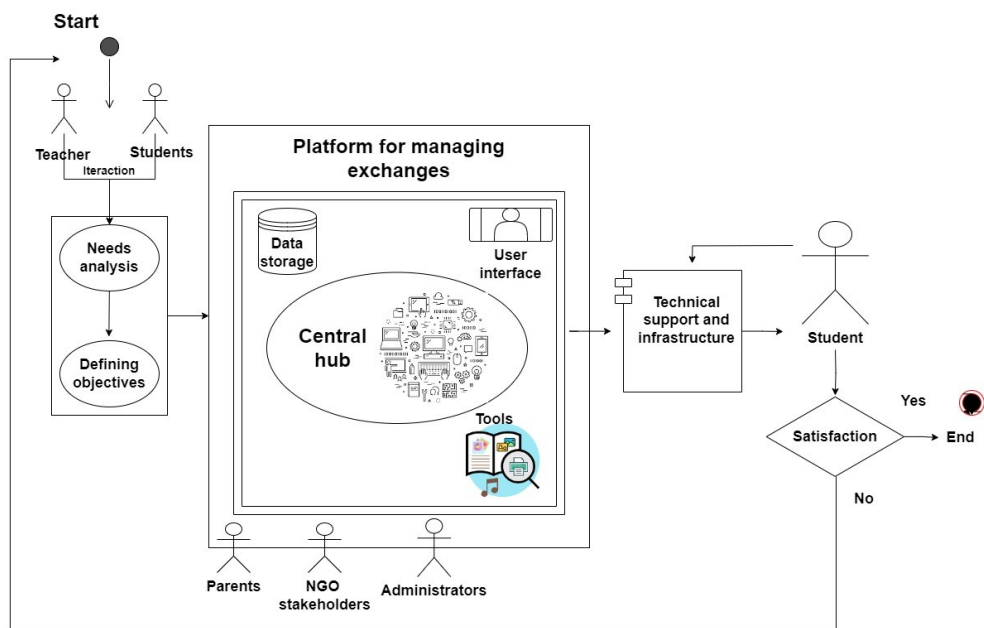 Start
Teacher
Students
Iteraction
Needs
analysis
Defining
objectives
Platform for managing
exchanges
Data
storage
User
interface
Central
hub
Tools
Parents
NGO
stakeholders
Administrators
Technical
support and
infrastructure
Student
Satisfaction
Yes
End
No